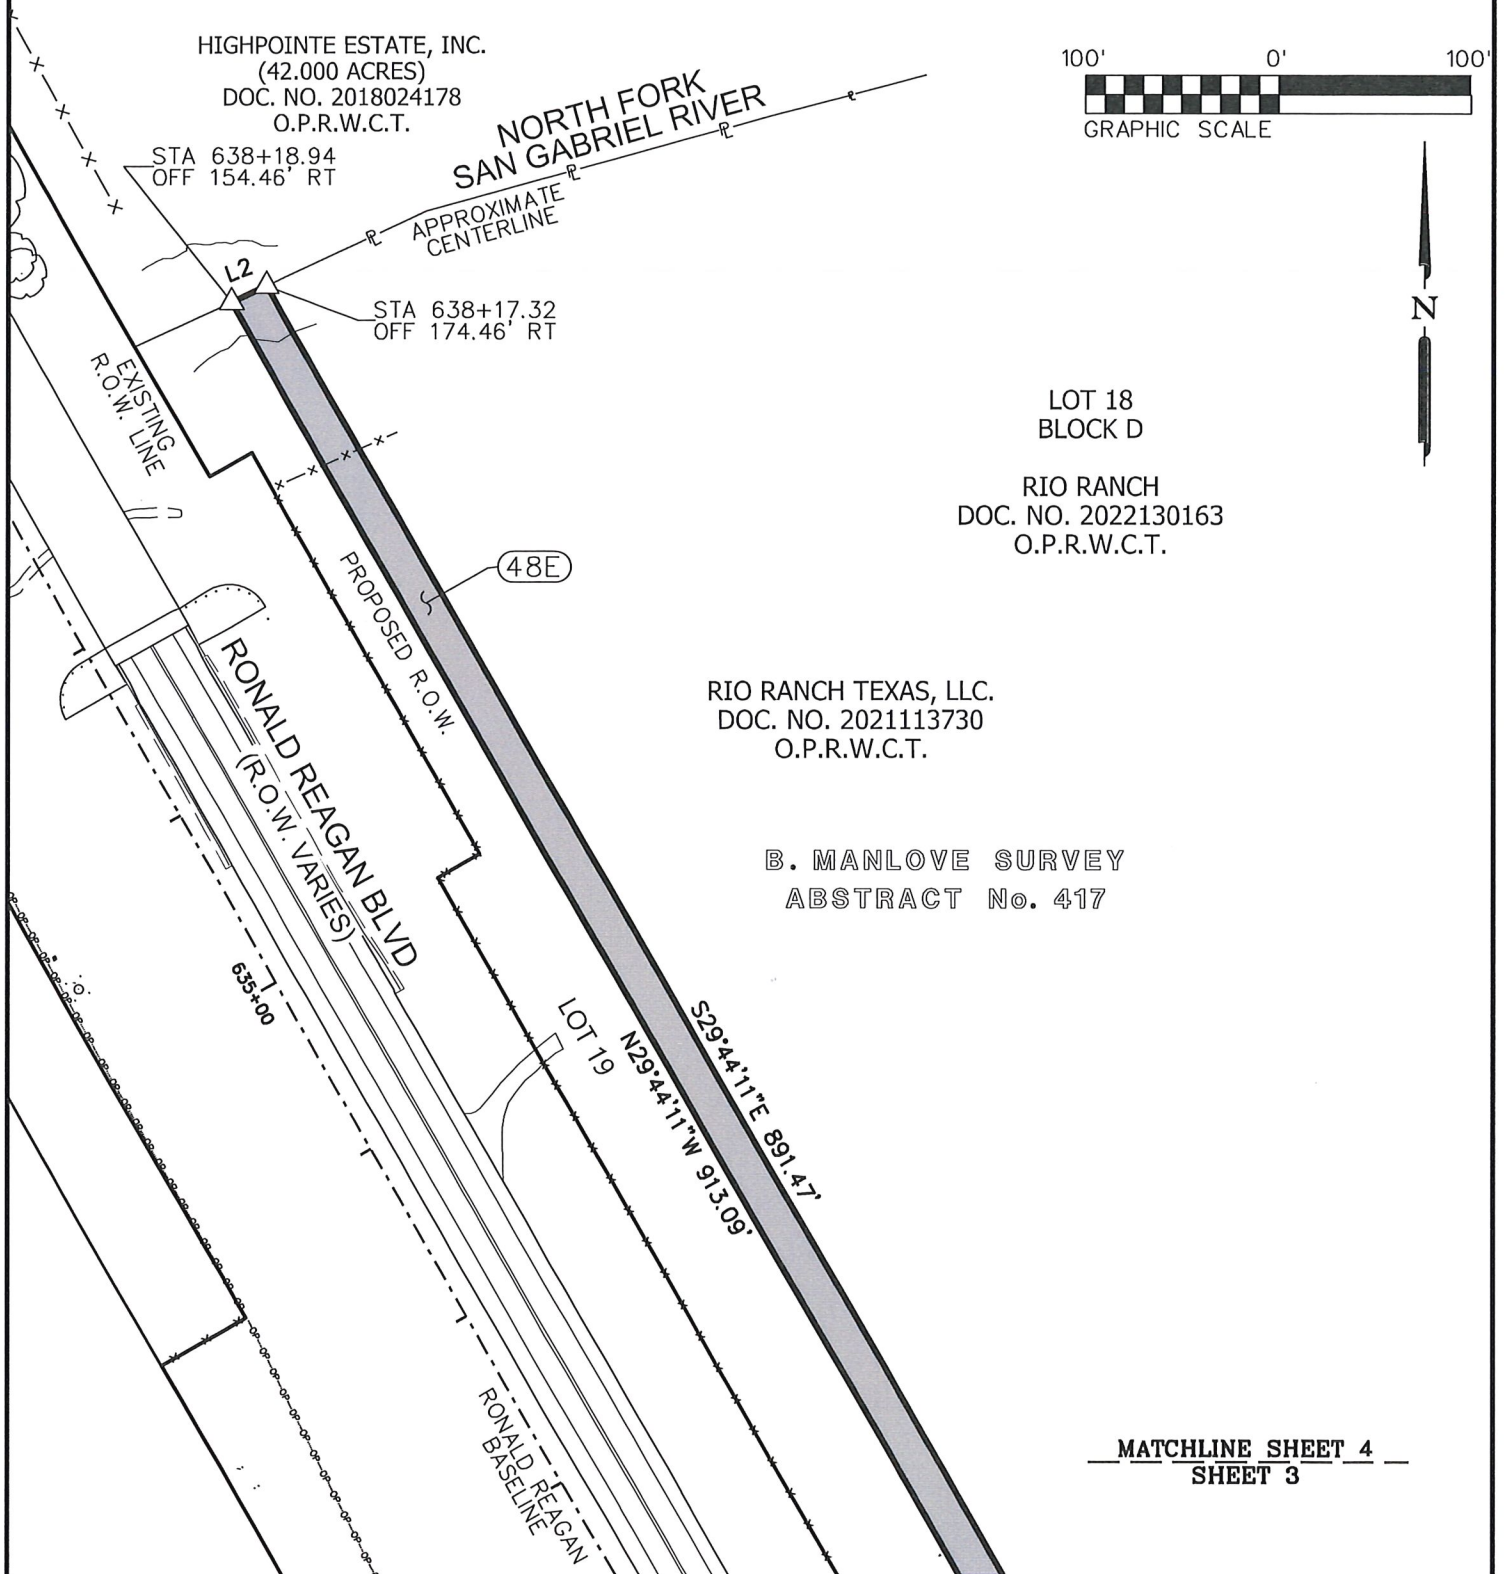 HIGHPOINTE ESTATE, INC.
(42.000 ACRES)
DOC. NO. 2018024178
O.P.R.W.C.T.
STA 638+18.94
OFF 154.46' RT
NORTH FORK
SAN GABRIEL RIVER
APPROXIMATE
CENTERLINE
100' 0' 100'
GRAPHIC SCALE
N
L2
STA 638+17.32
OFF 174.46' RT
EXISTING
R.O.W. LINE
LOT 18
BLOCK D
RIO RANCH
DOC. NO. 2022130163
O.P.R.W.C.T.
48E
PROPOSED R.O.W.
RONALD REAGAN BLVD
(R.O.W. VARIES)
RIO RANCH TEXAS, LLC.
DOC. NO. 2021113730
O.P.R.W.C.T.
B. MANLOVE SURVEY
ABSTRACT No. 417
635+00
LOT 19
S29°44'11"E 891.47'
N29°44'11"W 913.09'
RONALD REAGAN
BASELINE
MATCHLINE SHEET 4
SHEET 3